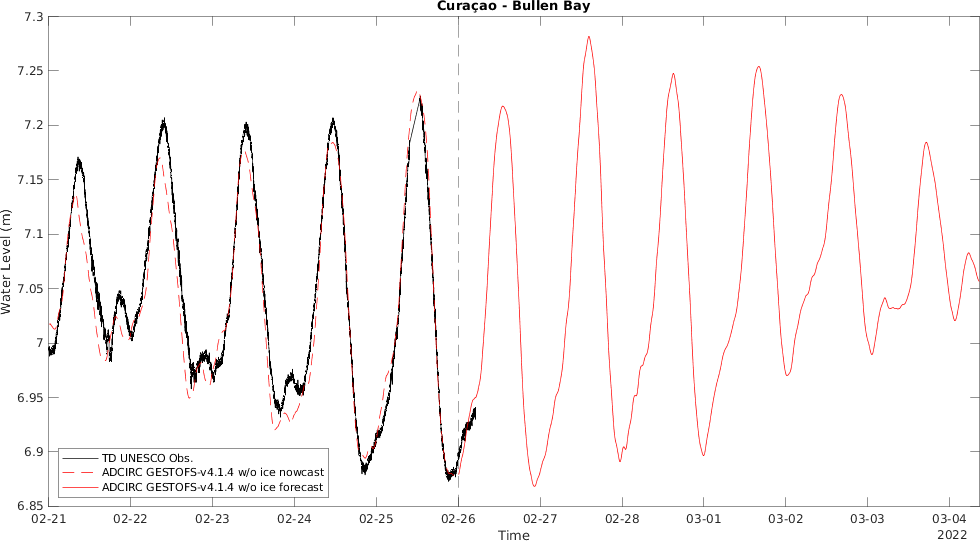 Curaçao - Bullen Bay
Water Level (m)
7.3
7.25
7.2
7.15
7.1
7.05
7
6.95
6.9
6.85
TD UNESCO Obs.
ADCIRC GESTOFS-v4.1.4 w/o ice nowcast
ADCIRC GESTOFS-v4.1.4 w/o ice forecast
02-21 02-22 02-23 02-24 02-25 02-26 02-27 02-28 03-01 03-02 03-03 03-04
Time
2022